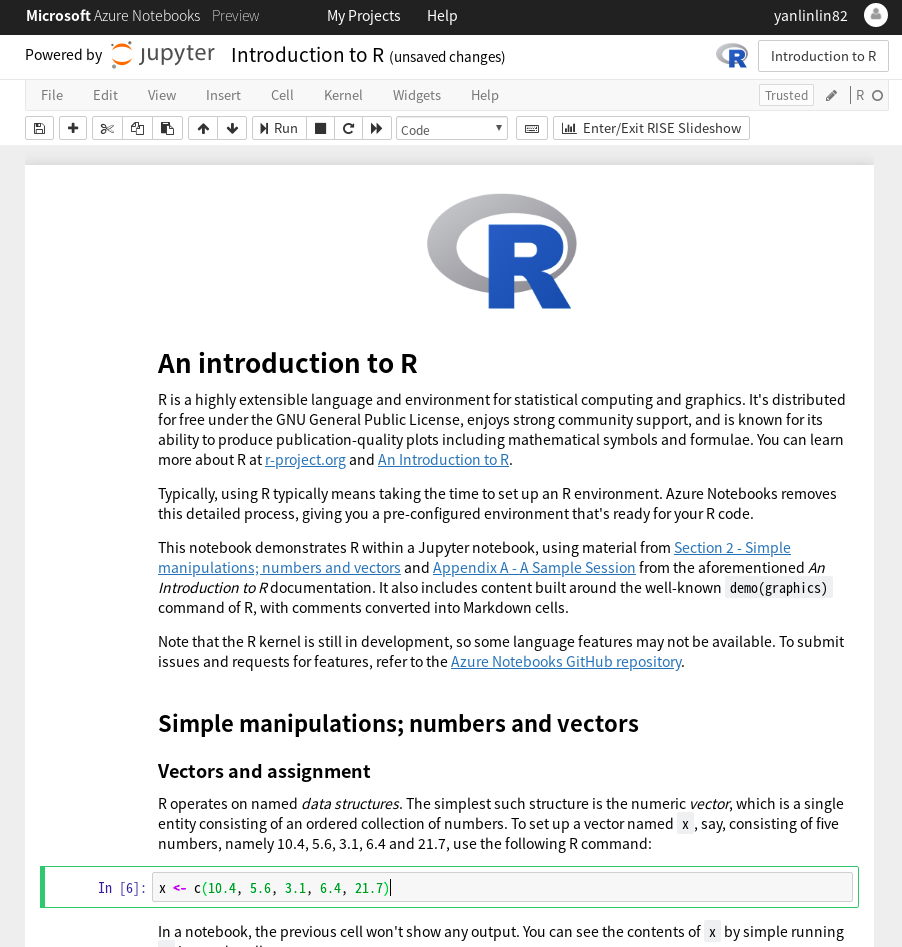 Microsoft Azure Notebooks Preview My Projects Help yanlinlin82
Powered by jupyter Introduction to R (unsaved changes) R Introduction to R
File Edit View Insert Cell Kernel Widgets Help Trusted R
Run Code Enter/Exit RISE Slideshow
R
An introduction to R
R is a highly extensible language and environment for statistical computing and graphics. It's distributed
for free under the GNU General Public License, enjoys strong community support, and is known for its
ability to produce publication-quality plots including mathematical symbols and formulae. You can learn
more about R at r-project.org and An Introduction to R.
Typically, using R typically means taking the time to set up an R environment. Azure Notebooks removes
this detailed process, giving you a pre-configured environment that's ready for your R code.
This notebook demonstrates R within a Jupyter notebook, using material from Section 2 - Simple
manipulations; numbers and vectors and Appendix A - A Sample Session from the aforementioned An
Introduction to R documentation. It also includes content built around the well-known demo(graphics)
command of R, with comments converted into Markdown cells.
Note that the R kernel is still in development, so some language features may not be available. To submit
issues and requests for features, refer to the Azure Notebooks GitHub repository.
Simple manipulations; numbers and vectors
Vectors and assignment
R operates on named data structures. The simplest such structure is the numeric vector, which is a single
entity consisting of an ordered collection of numbers. To set up a vector named x, say, consisting of five
numbers, namely 10.4, 5.6, 3.1, 6.4 and 21.7, use the following R command:
In [6]: x <- c(10.4, 5.6, 3.1, 6.4, 21.7)
In a notebook, the previous cell won't show any output. You can see the contents of x by simple running